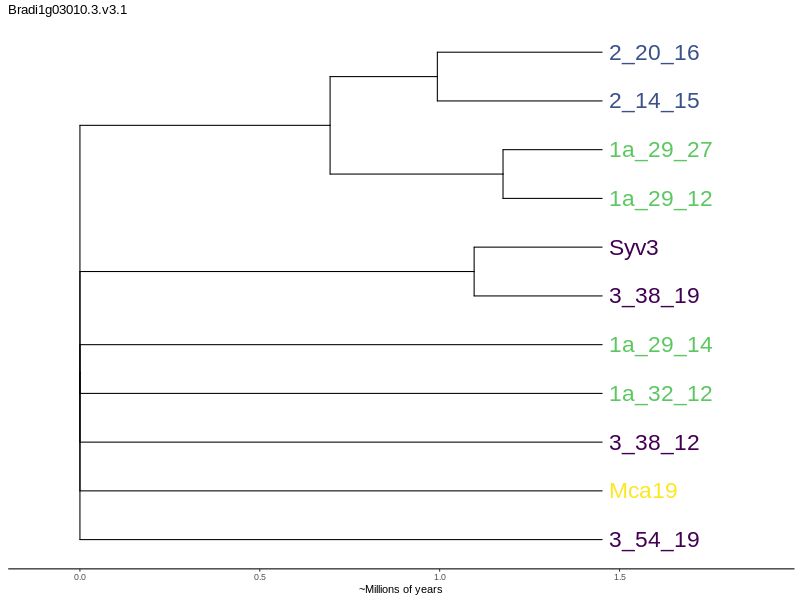 Bradi1g03010.3.v3.1
2_20_16
2_14_15
1a_29_27
1a_29_12
Syv3
3_38_19
1a_29_14
1a_32_12
3_38_12
Mca19
3_54_19
0.0 0.5 1.0 1.5
~Millions of years